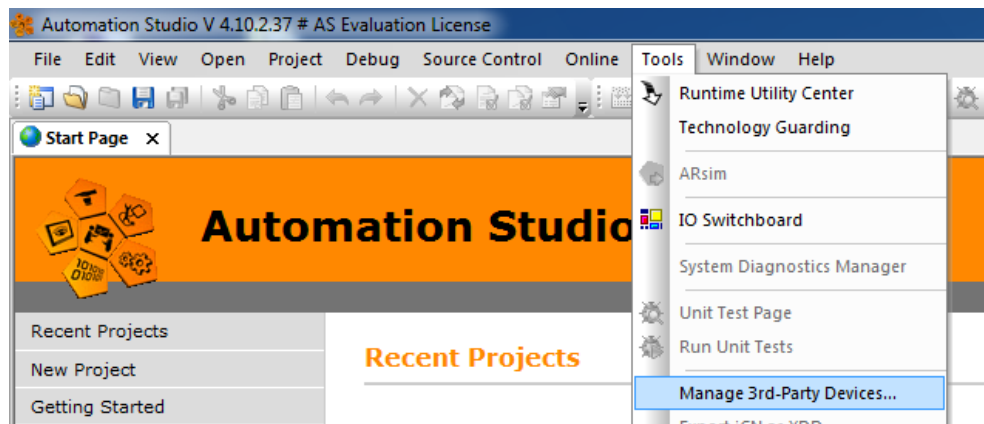 Automation Studio V 4.10.2.37 # AS Evaluation License
File Edit View Open Project Debug Source Control Online Tools Window Help
Start Page X
Automation Studio
Recent Projects
New Project
Getting Started
Recent Projects
Runtime Utility Center
Technology Guarding
ARsim
IO Switchboard
System Diagnostics Manager
Unit Test Page
Run Unit Tests
Manage 3rd-Party Devices...